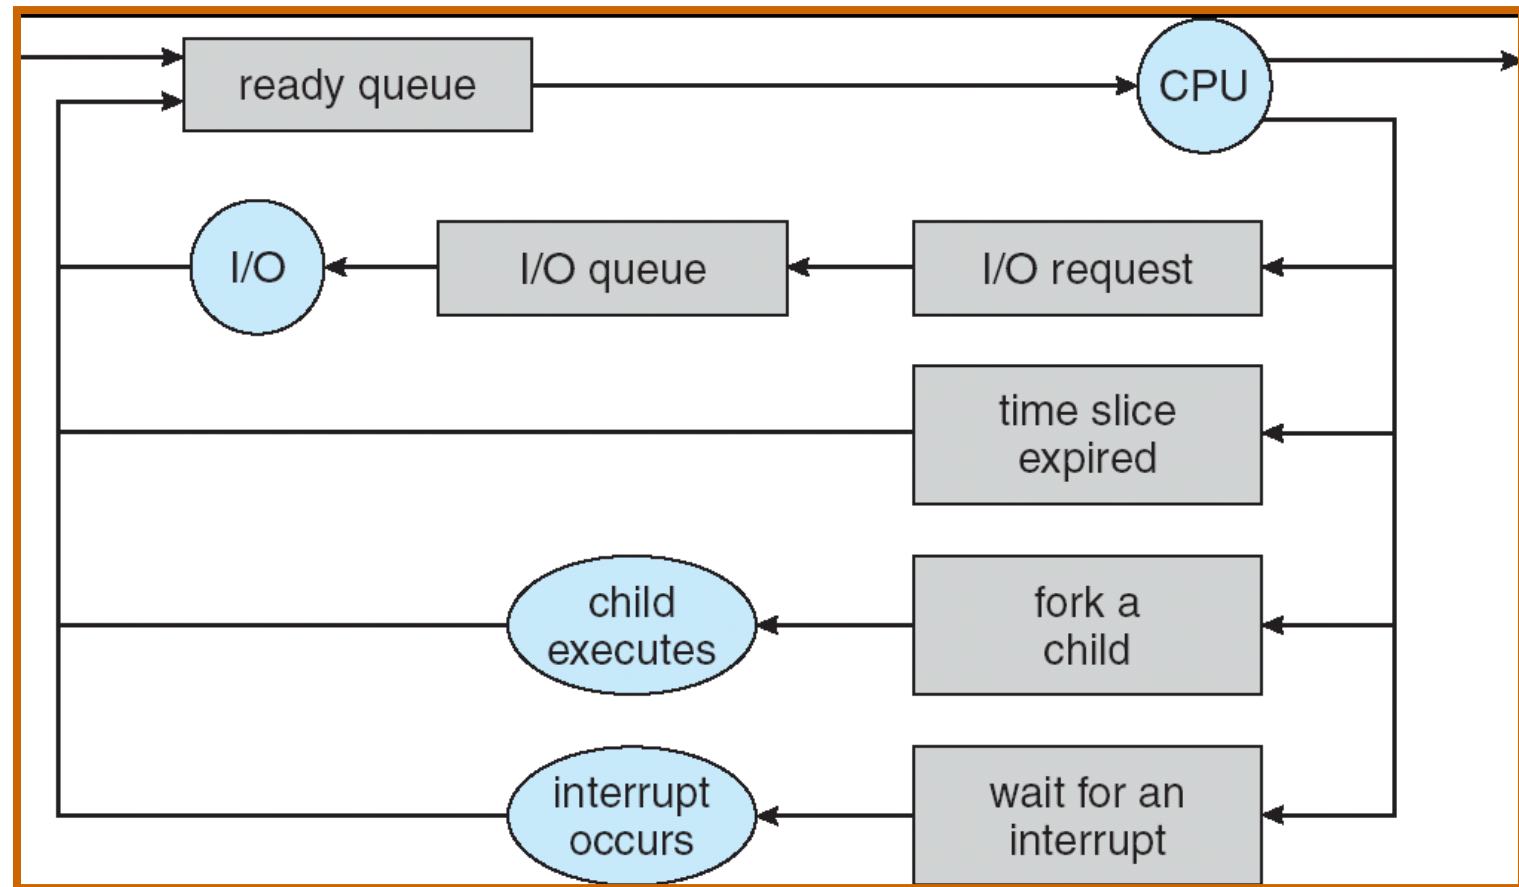 ready queue
CPU
I/O
I/O queue
I/O request
time slice
expired
child
executes
fork a
child
interrupt
occurs
wait for an
interrupt